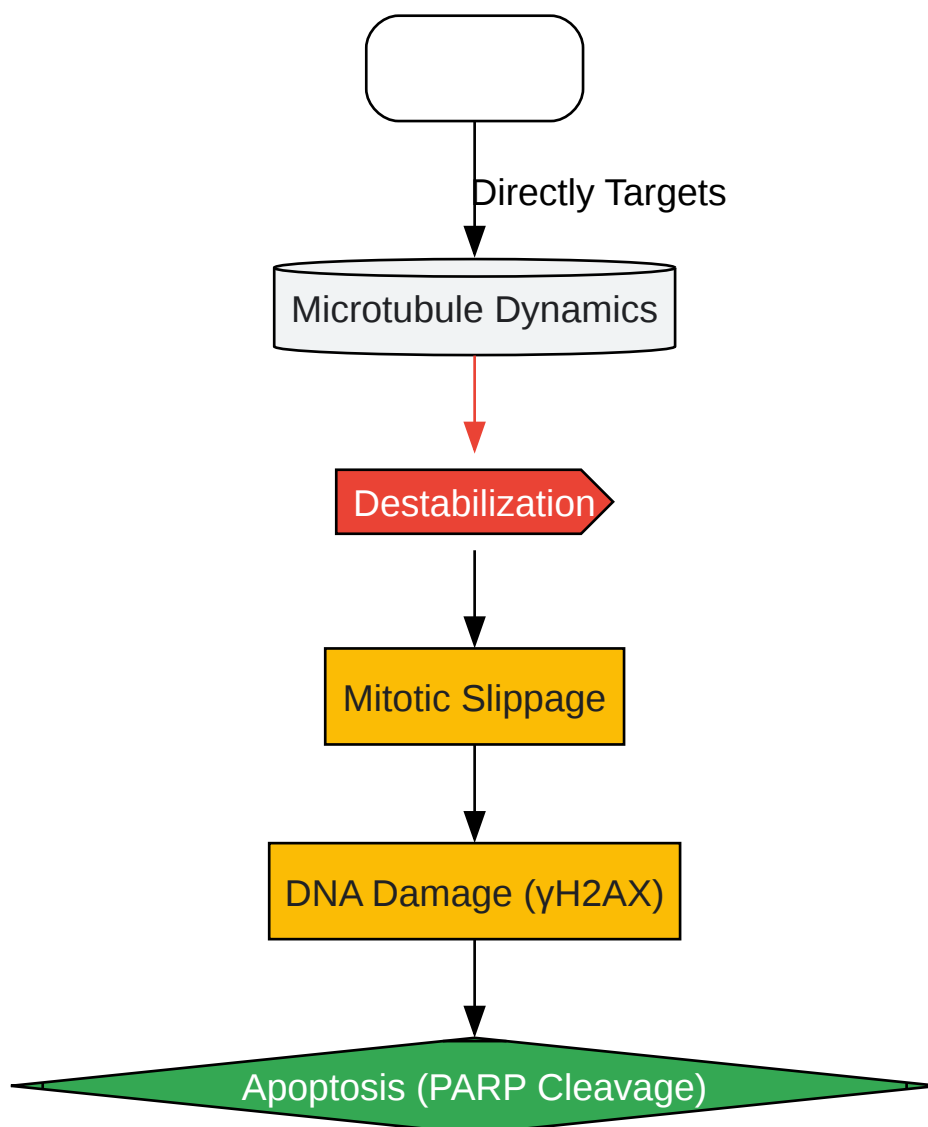 Directly Targets
Microtubule Dynamics
Destabilization
Mitotic Slippage
DNA Damage (γH2AX)
Apoptosis (PARP Cleavage)